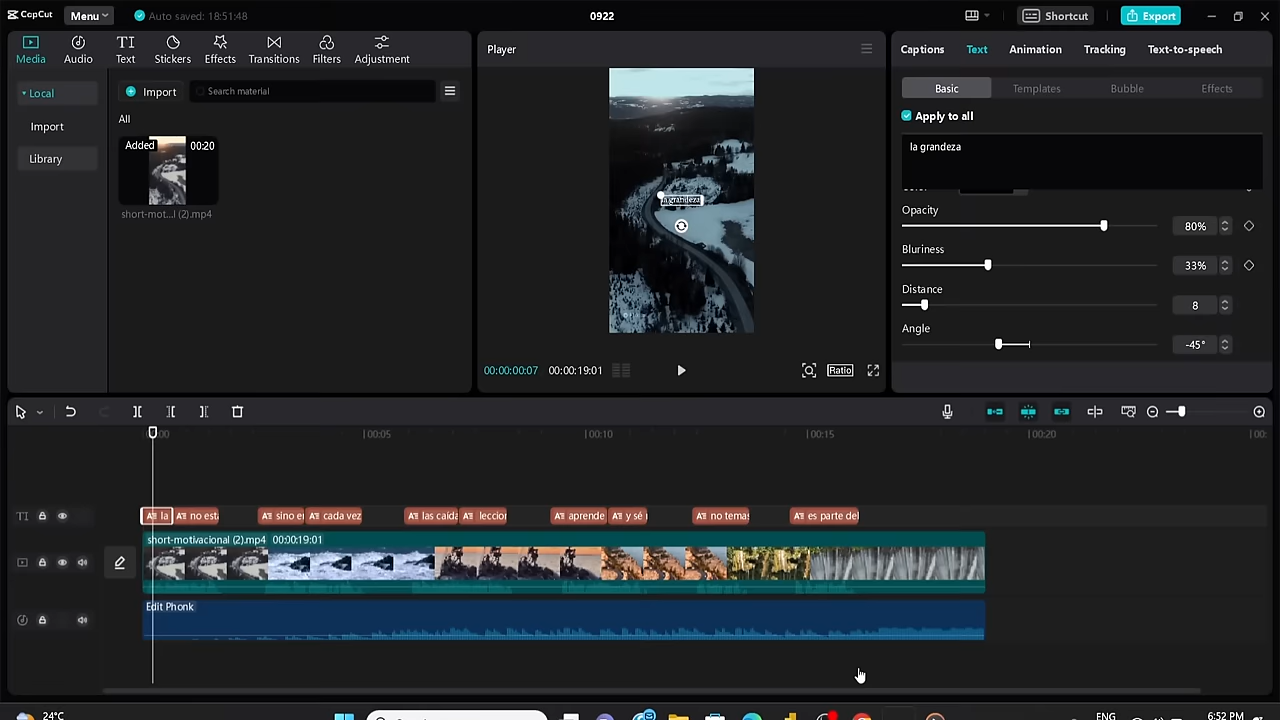 CapCut
Menu
Auto saved: 18:51:48
0922
Shortcut
Export
Media
Audio
Text
Stickers
Effects
Transitions
Filters
Adjustment
Local
Import
Library
Import
Search material
All
Added
00:20
short-mot...l (2).mp4
Player
la grandeza
00:00:00:07
00:00:19:01
Ratio
Captions
Text
Animation
Tracking
Text-to-speech
Basic
Templates
Bubble
Effects
Apply to all
la grandeza
Opacity
80%
Bluriness
33%
Distance
8
Angle
-45°
00:05
00:10
00:15
00:20
la
no est
sino e
cada vez
las caída
leccio
aprende
y sé
no temas
es parte del
short-motivacional (2).mp4 00:00:19:01
Edit Phonk
24°C
ENG
6:52 PM